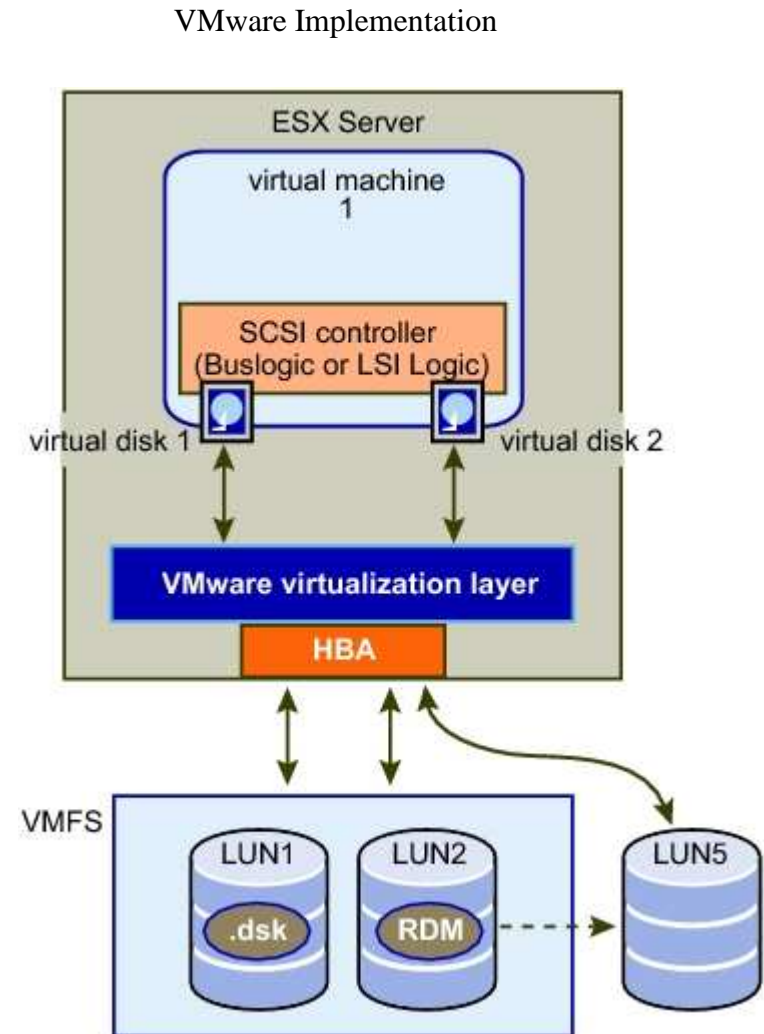 VMware Implementation
ESX Server
virtual machine
1
SCSI controller
(Buslogic or LSI Logic)
virtual disk 1
virtual disk 2
VMware virtualization layer
HBA
VMFS
LUN1
LUN2
LUN5
.dsk
RDM